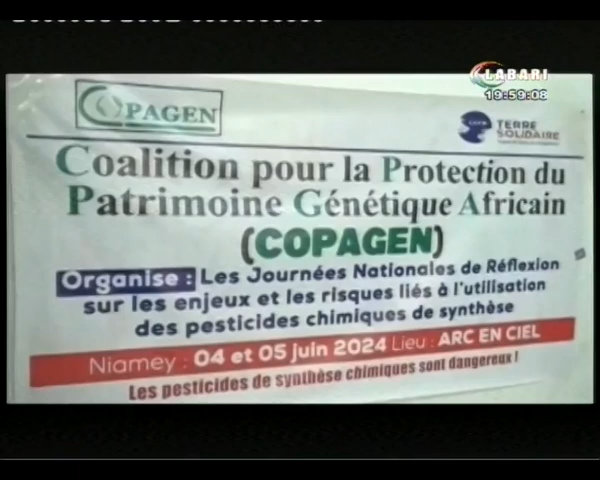 LABARI
19:59:08
COPAGEN
TERRE
SOLIDAIRE
Coalition pour la Protection du
Patrimoine Génétique Africain
(COPAGEN)
Organise : Les Journées Nationales de Réflexion
sur les enjeux et les risques liés à l'utilisation
des pesticides chimiques de synthèse
Niamey : 04 et 05 juin 2024 Lieu : ARC EN CIEL
Les pesticides de synthèse chimiques sont dangereux !